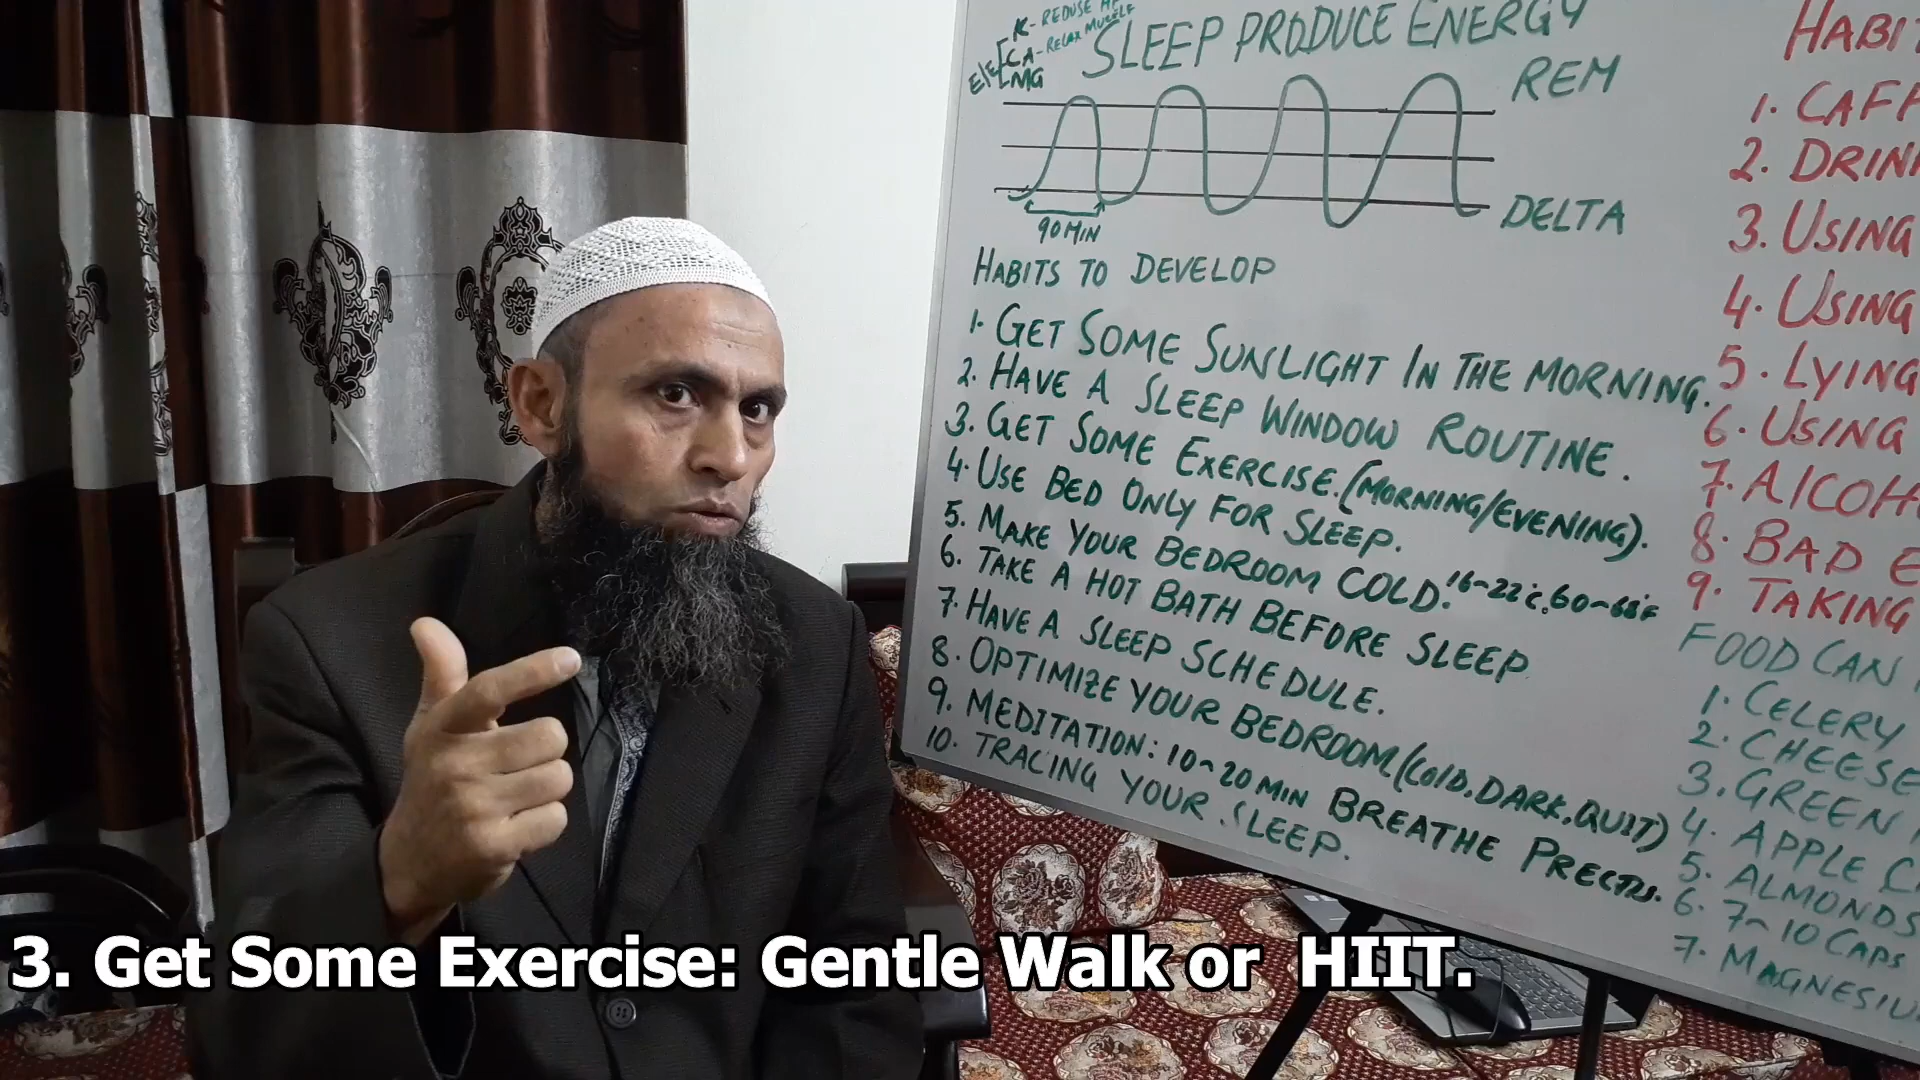 K - REDUSE
CA - RELAX MUSCLE
ELE MG
SLEEP PRODUCE ENERGY
REM
DELTA
90 MIN
HABITS TO DEVELOP
1. GET SOME SUNLIGHT IN THE MORNING.
2. HAVE A SLEEP WINDOW ROUTINE.
3. GET SOME EXERCISE. (MORNING/EVENING).
4. USE BED ONLY FOR SLEEP.
5. MAKE YOUR BEDROOM COLD. 16~22°C, 60~68°F
6. TAKE A HOT BATH BEFORE SLEEP
7. HAVE A SLEEP SCHEDULE.
8. OPTIMIZE YOUR BEDROOM (COLD, DARK, QUIT)
9. MEDITATION: 10~20 MIN BREATHE
10. TRACING YOUR SLEEP.
HABIT
1. CAFF
2. DRIN
3. USING
4. USING
5. LYING
6. USING
7. AlCOH
8. BAD E
9. TAKING
FOOD CAN
1. CELERY
2. CHEESE
3. GREEN
4. APPLE C
5. ALMONDS
6. 7~10 CAPS
7. MAGNESIU
3. Get Some Exercise: Gentle Walk or HIIT.